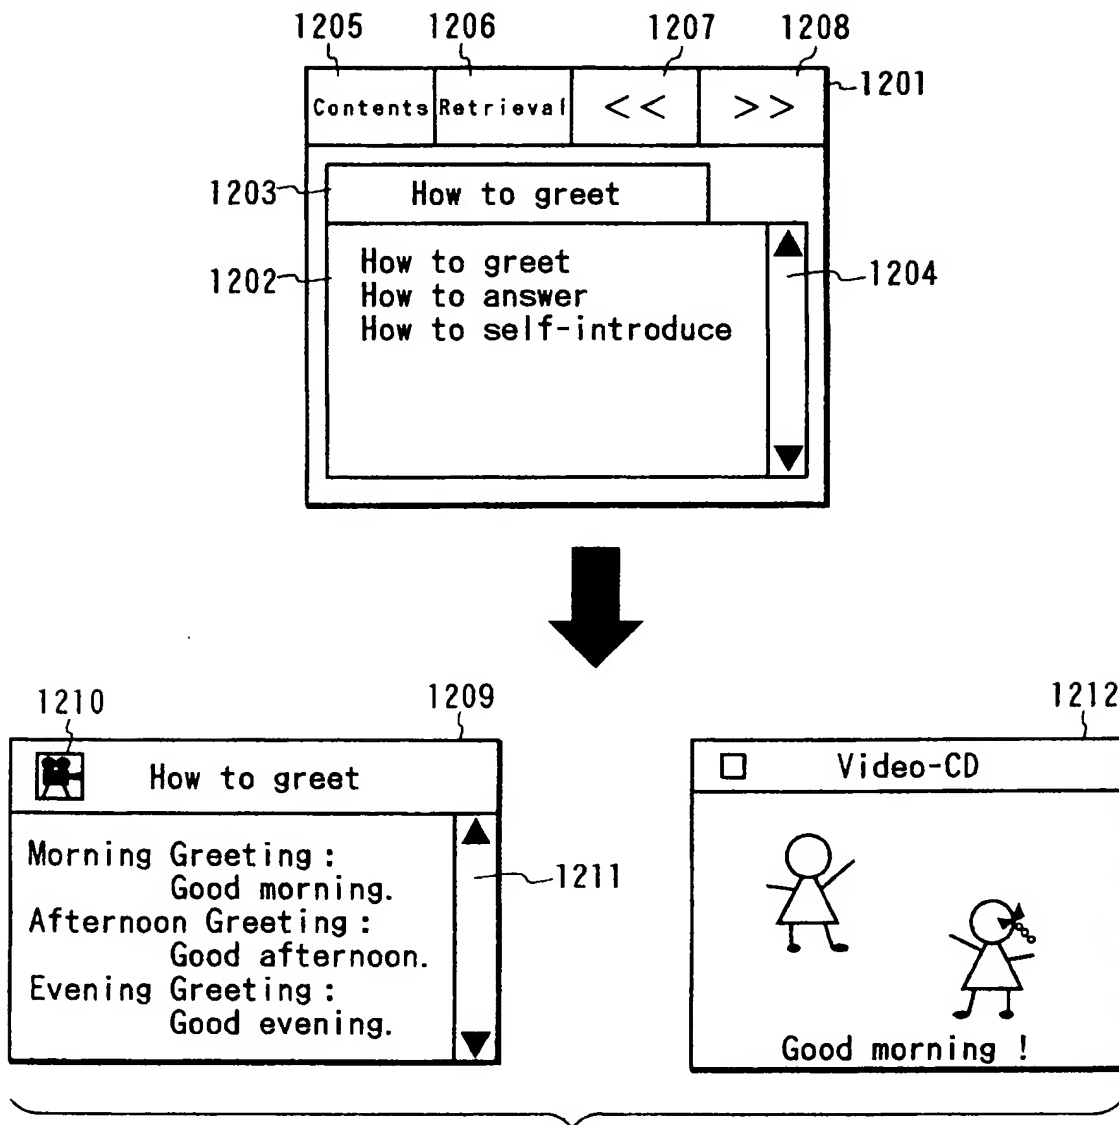 1205 1206 1207 1208
1201
Contents Retrieval << >>
1203 How to greet
1202 How to greet
1204
How to answer
How to self-introduce
1210 1209 1212
How to greet
Video-CD
Morning Greeting :
Good morning.
1211
Afternoon Greeting :
Good afternoon.
Evening Greeting :
Good evening.
Good morning !